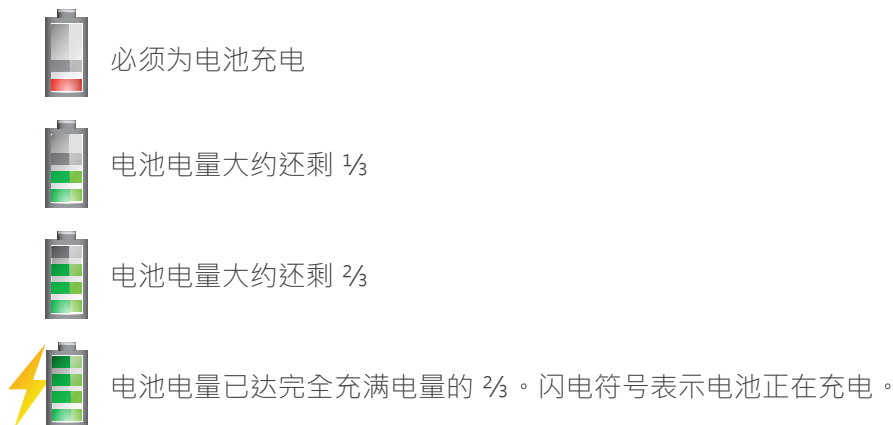 必须为电池充电
电池电量大约还剩 ⅓
电池电量大约还剩 ⅔
电池电量已达完全充满电量的 ⅔。闪电符号表示电池正在充电。